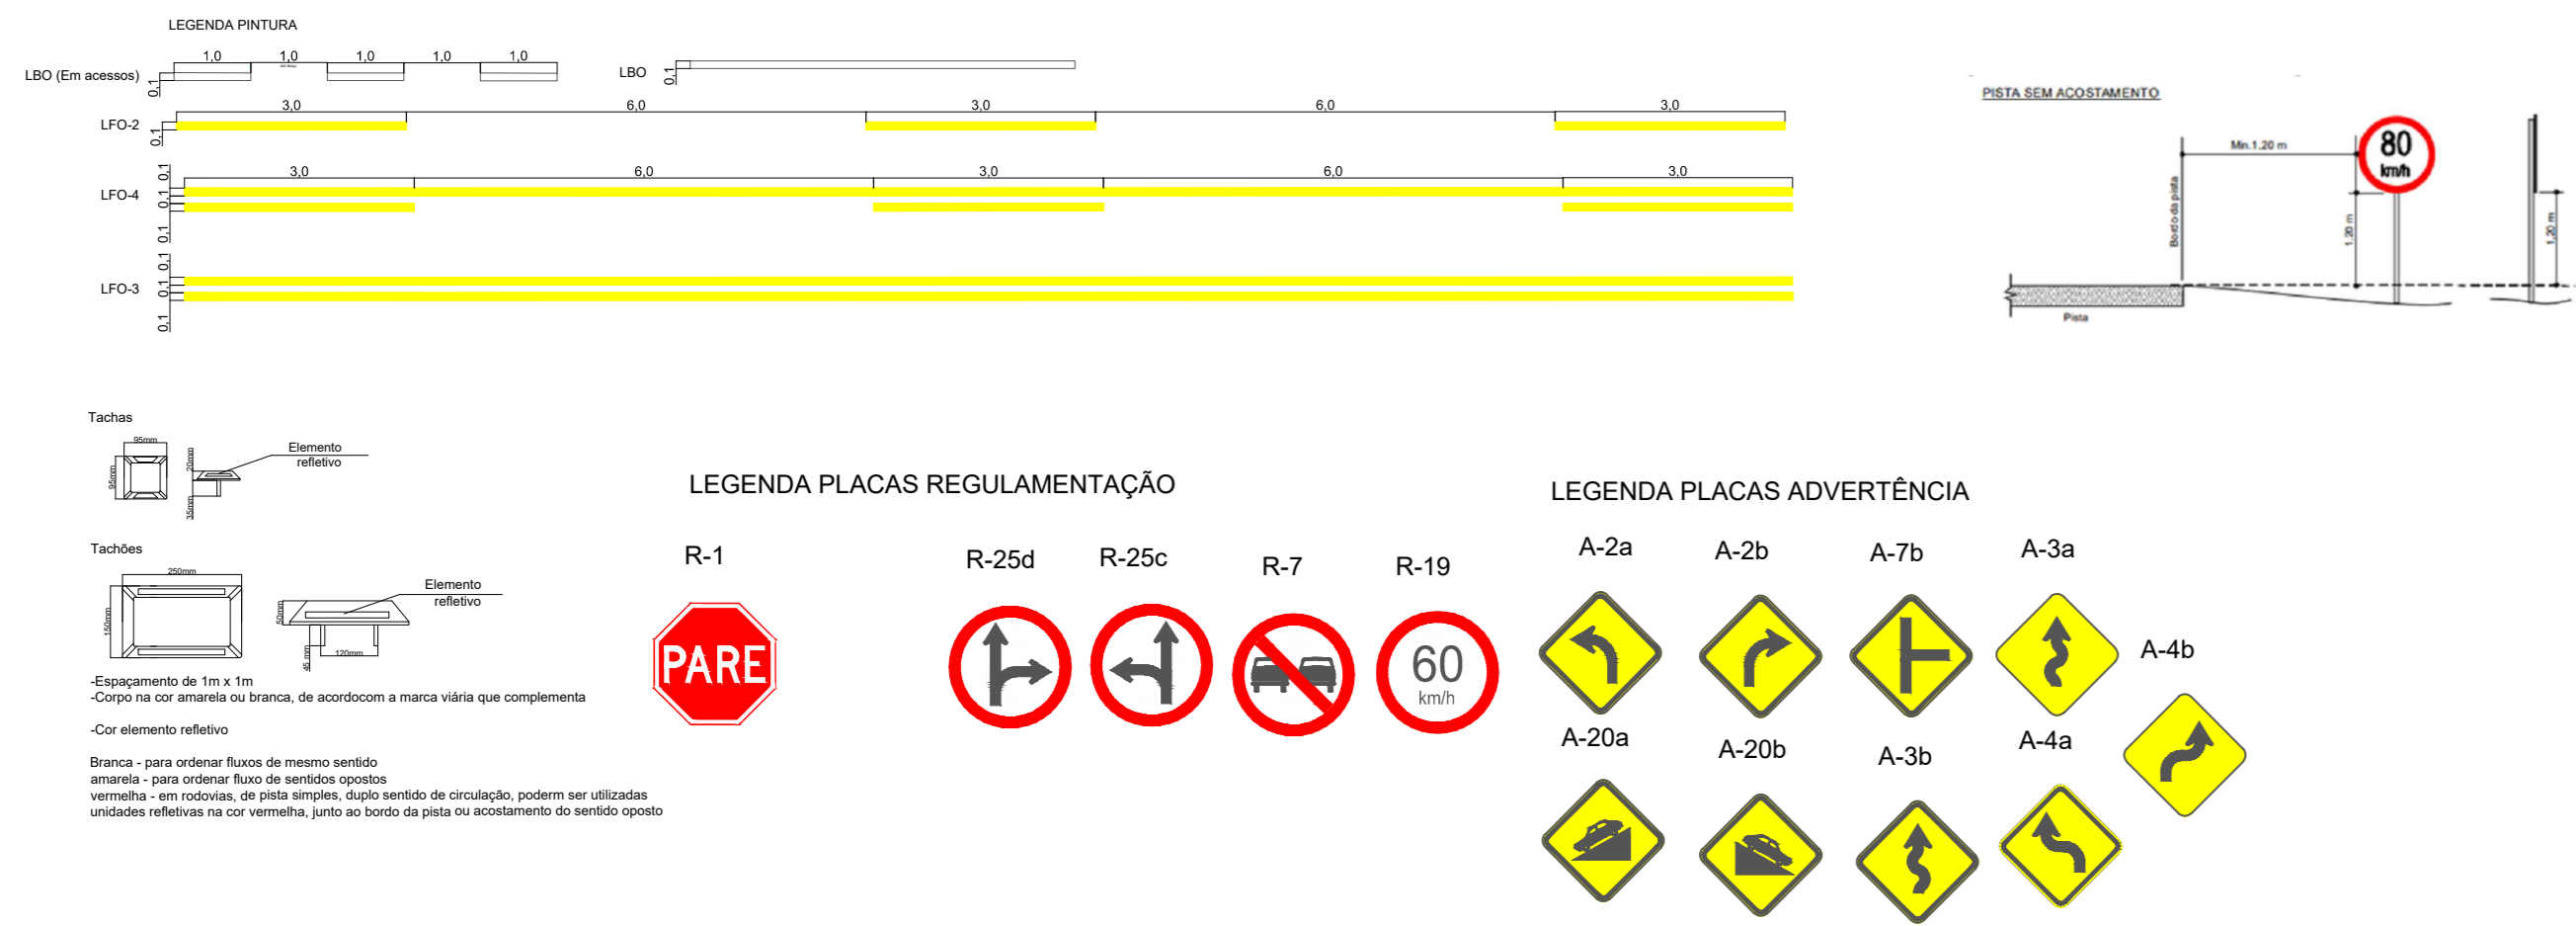 LEGENDA PINTURA
LBO (Em acessos)
1,0 1,0 1,0 1,0 1,0
0,1
LBO
0,1
LFO-2
3,0 6,0 3,0 6,0 3,0
0,1
LFO-4
3,0 6,0 3,0 6,0 3,0
0,1
0,1
0,1
LFO-3
0,1
0,1
0,1
PISTA SEM ACOSTAMENTO
Min.1,20 m
80
km/h
Bordo da pista
1,20 m
1,20 m
Pista
Tachas
95mm
95mm
20mm
35mm
Elemento
refletivo
Tachões
250mm
150mm
50mm
45 mm
120mm
Elemento
refletivo
-Espaçamento de 1m x 1m
-Corpo na cor amarela ou branca, de acordocom a marca viária que complementa
-Cor elemento refletivo
Branca - para ordenar fluxos de mesmo sentido
amarela - para ordenar fluxo de sentidos opostos
vermelha - em rodovias, de pista simples, duplo sentido de circulação, poderm ser utilizadas
unidades refletivas na cor vermelha, junto ao bordo da pista ou acostamento do sentido oposto
LEGENDA PLACAS REGULAMENTAÇÃO
R-1
R-25d
R-25c
R-7
R-19
PARE
60
km/h
LEGENDA PLACAS ADVERTÊNCIA
A-2a
A-2b
A-7b
A-3a
A-4b
A-20a
A-20b
A-3b
A-4a